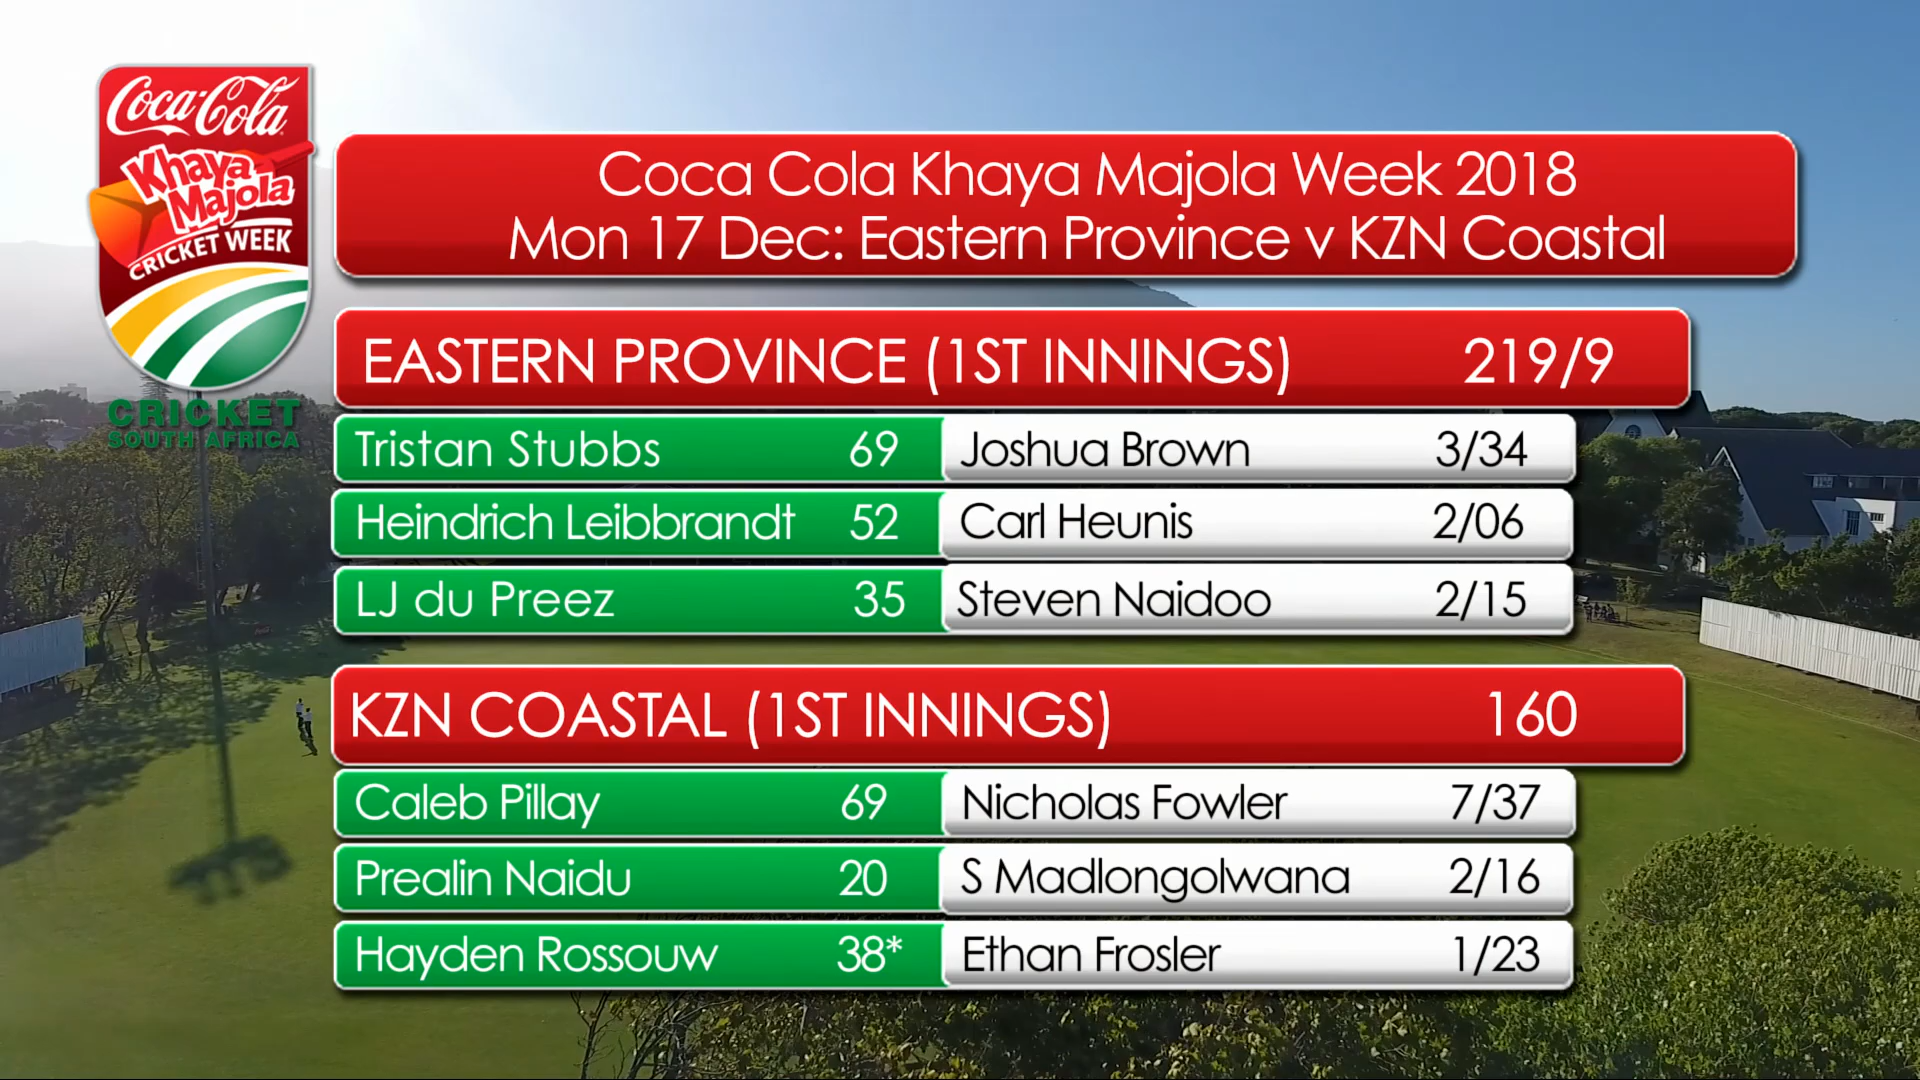 Coca-Cola
Khaya
Majola
CRICKET WEEK
CRICKET
SOUTH AFRICA
Coca Cola Khaya Majola Week 2018
Mon 17 Dec: Eastern Province v KZN Coastal
EASTERN PROVINCE (1ST INNINGS) 219/9
Tristan Stubbs 69 Joshua Brown 3/34
Heindrich Leibbrandt 52 Carl Heunis 2/06
LJ du Preez 35 Steven Naidoo 2/15
KZN COASTAL (1ST INNINGS) 160
Caleb Pillay 69 Nicholas Fowler 7/37
Prealin Naidu 20 S Madlongolwana 2/16
Hayden Rossouw 38* Ethan Frosler 1/23